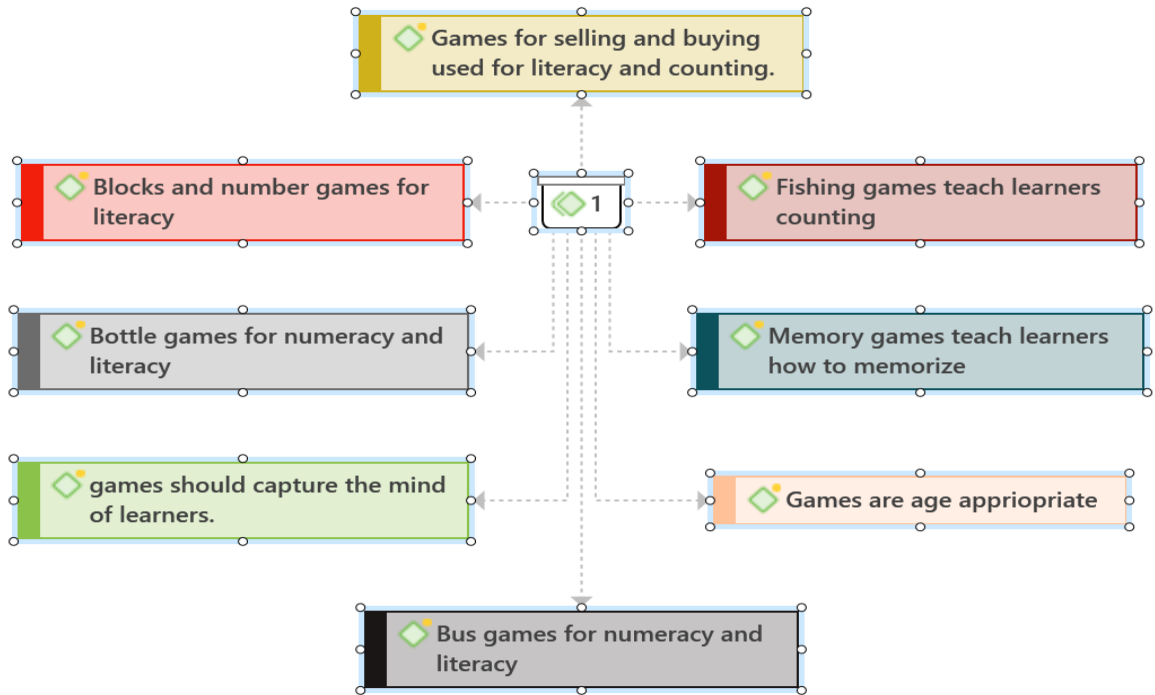 Games for selling and buying
used for literacy and counting.
Blocks and number games for
literacy
1
Fishing games teach learners
counting
Bottle games for numeracy and
literacy
Memory games teach learners
how to memorize
games should capture the mind
of learners.
Games are age appriopriate
Bus games for numeracy and
literacy